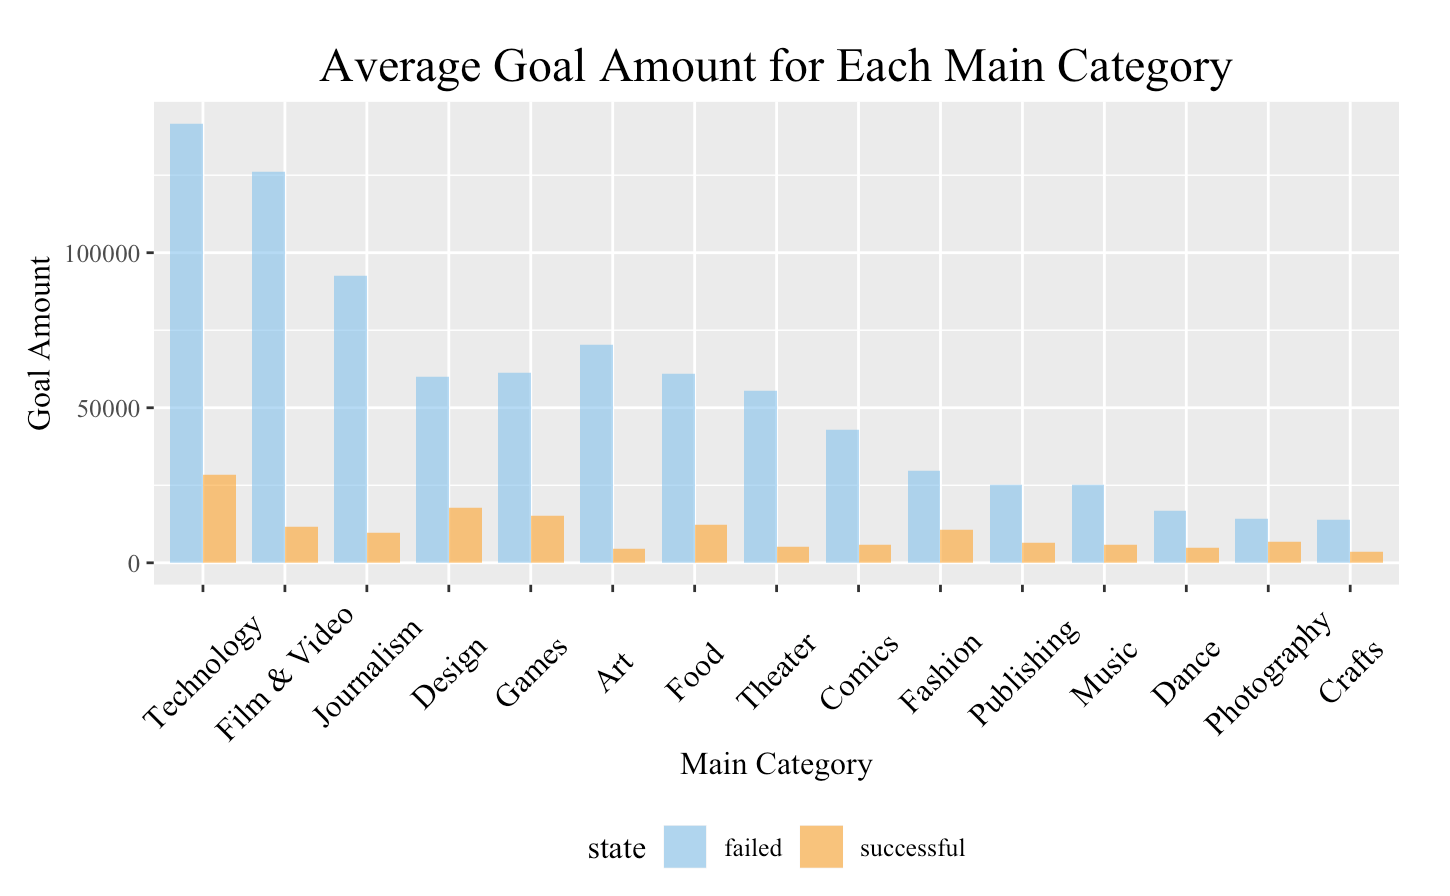 Average Goal Amount for Each Main Category
Goal Amount
100000
50000
0
Technology
Film & Video
Journalism
Design
Games
Art
Food
Theater
Comics
Fashion
Publishing
Music
Dance
Photography
Crafts
Main Category
state failed successful